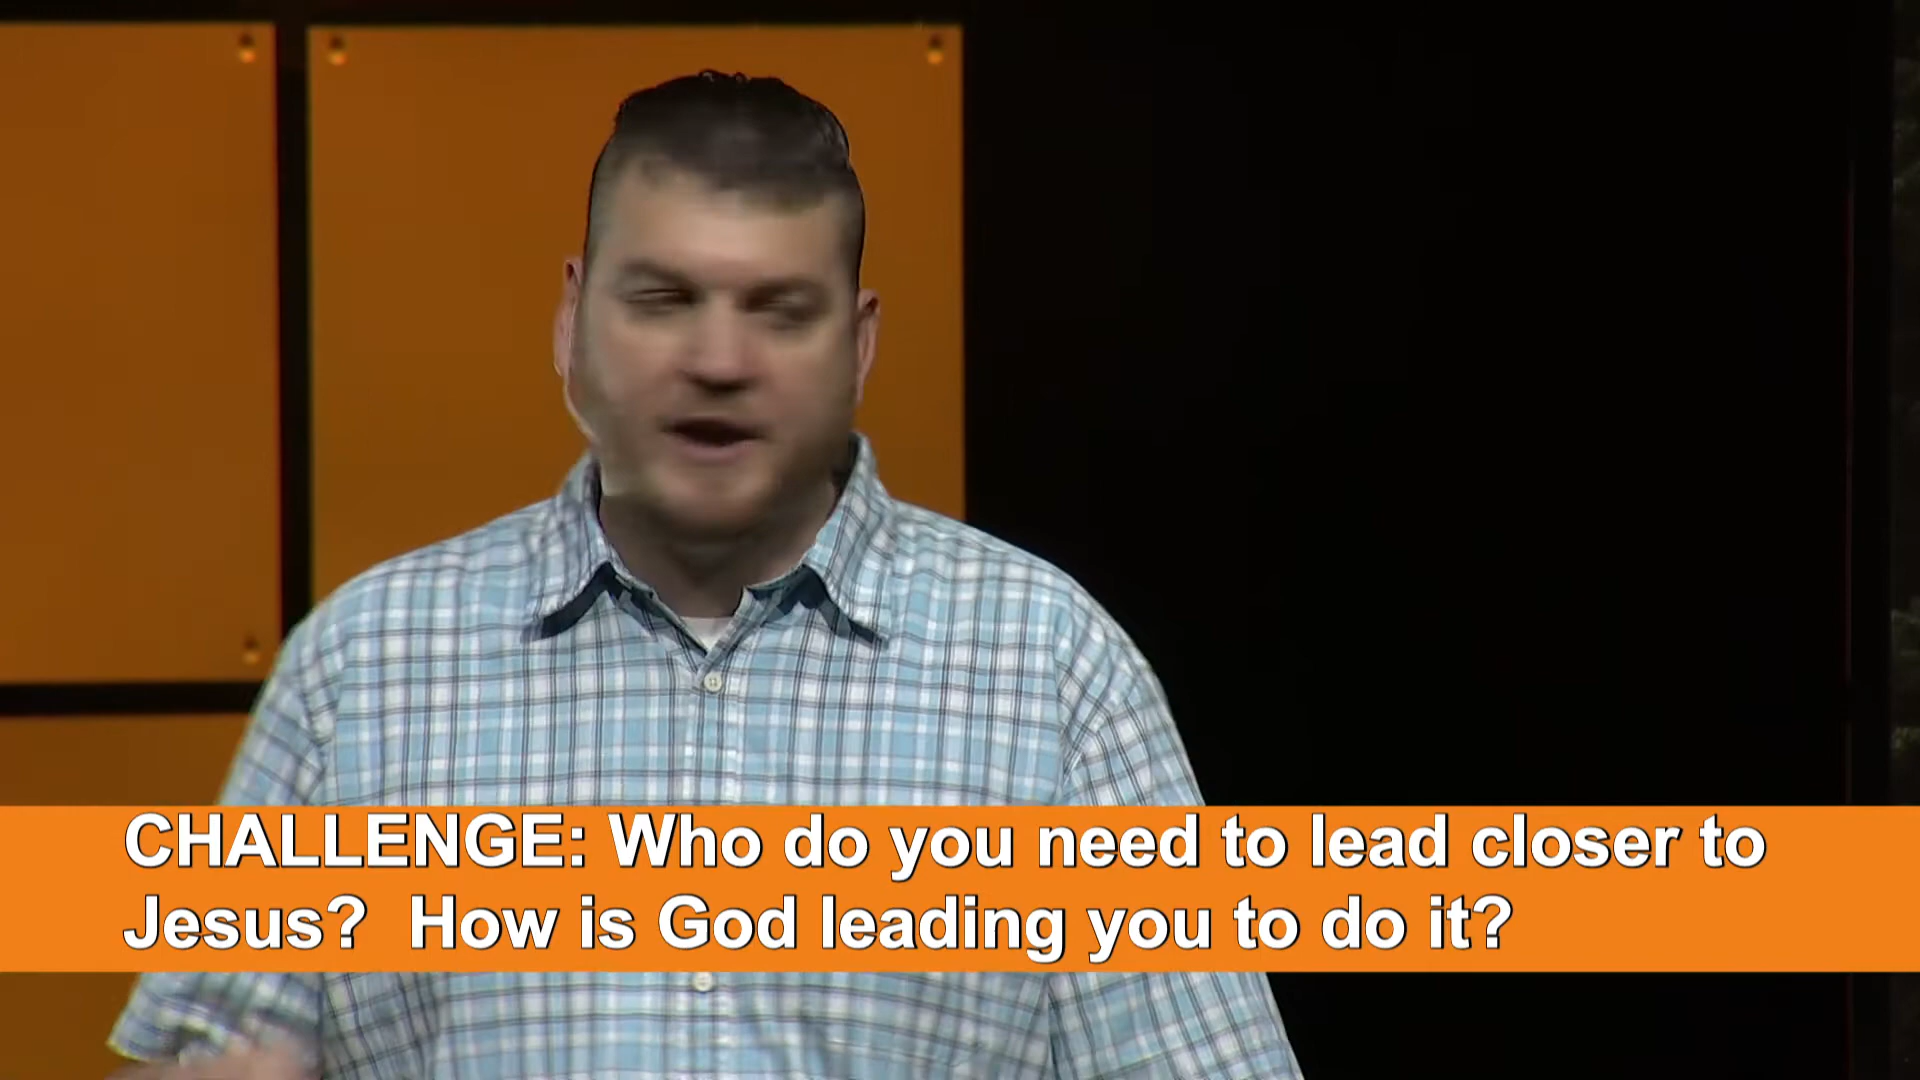 CHALLENGE: Who do you need to lead closer to
Jesus?  How is God leading you to do it?